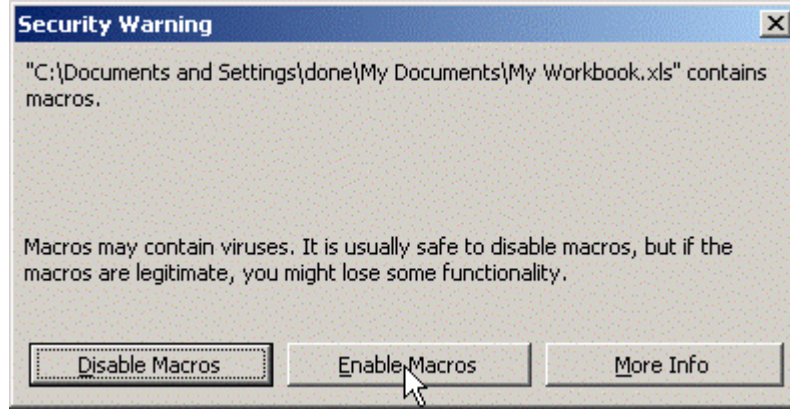 Security Warning
"C:\Documents and Settings\done\My Documents\My Workbook.xls" contains
macros.
Macros may contain viruses. It is usually safe to disable macros, but if the
macros are legitimate, you might lose some functionality.
Disable Macros
Enable Macros
More Info